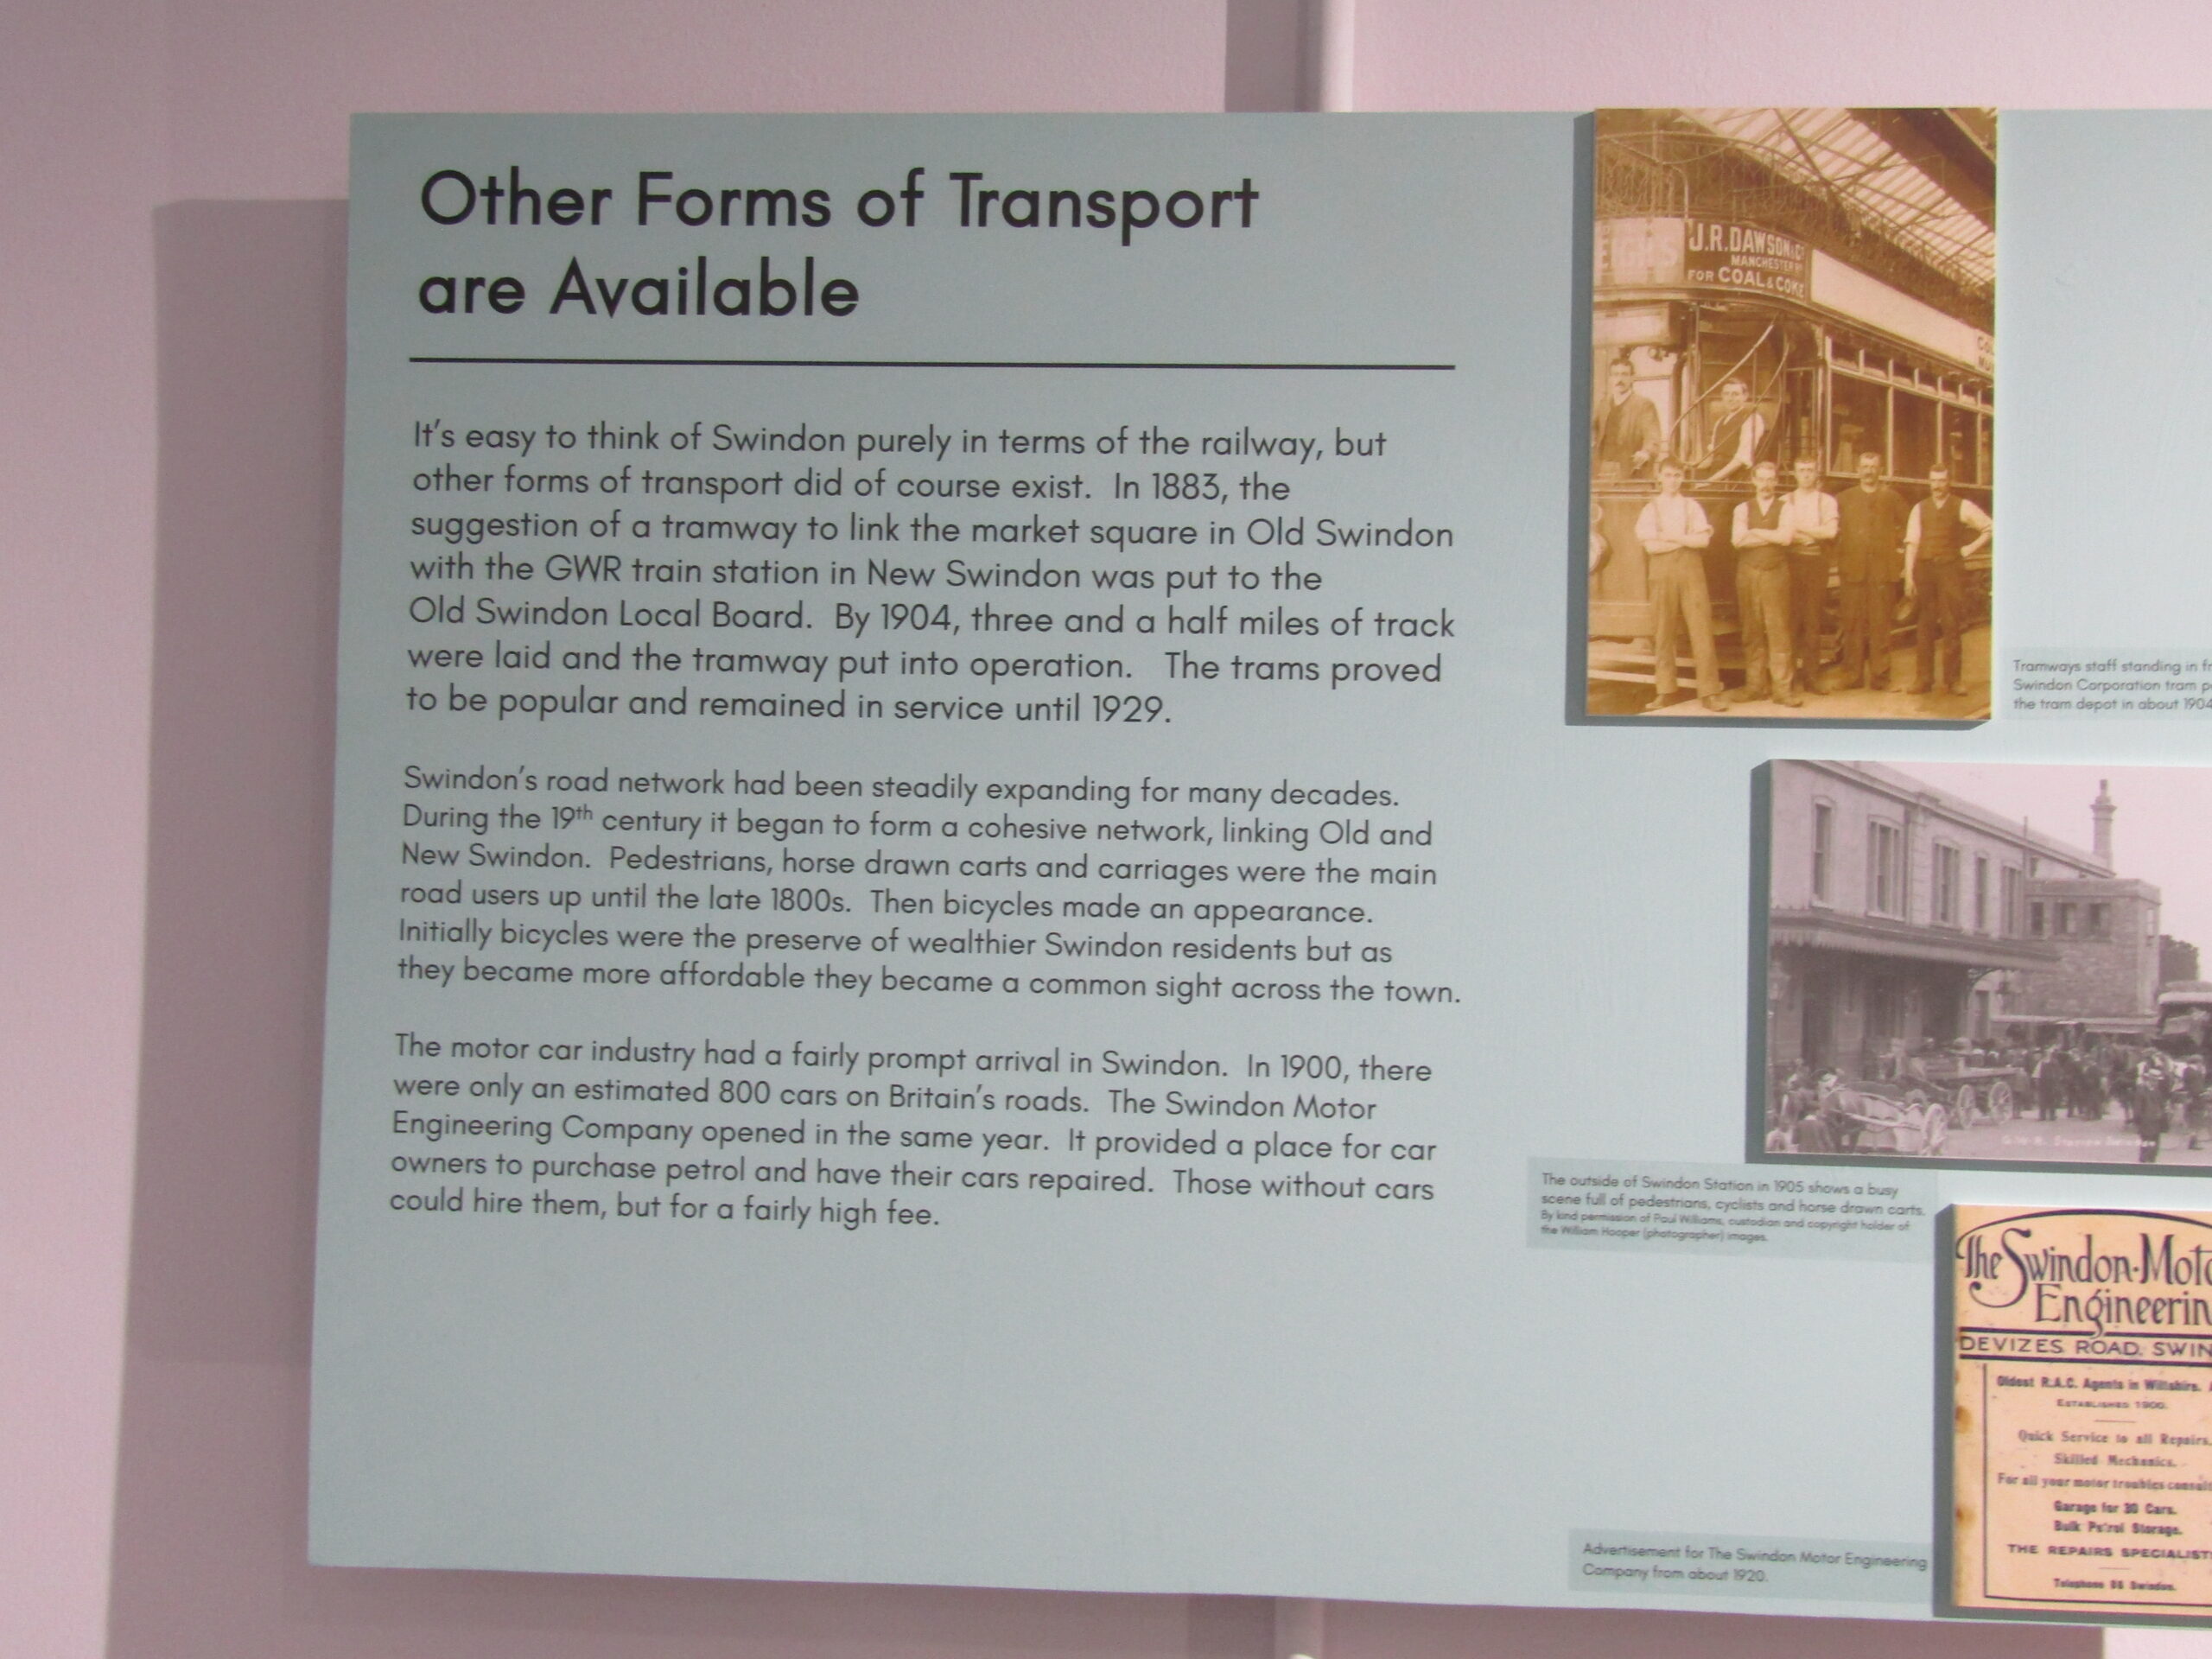 Other Forms of Transport
are Available
It's easy to think of Swindon purely in terms of the railway, but
other forms of transport did of course exist. In 1883, the
suggestion of a tramway to link the market square in Old Swindon
with the GWR train station in New Swindon was put to the
Old Swindon Local Board. By 1904, three and a half miles of track
were laid and the tramway put into operation. The trams proved
to be popular and remained in service until 1929.
Swindon's road network had been steadily expanding for many decades.
During the 19th century it began to form a cohesive network, linking Old and
New Swindon. Pedestrians, horse drawn carts and carriages were the main
road users up until the late 1800s. Then bicycles made an appearance.
Initially bicycles were the preserve of wealthier Swindon residents but as
they became more affordable they became a common sight across the town.
The motor car industry had a fairly prompt arrival in Swindon. In 1900, there
were only an estimated 800 cars on Britain's roads. The Swindon Motor
Engineering Company opened in the same year. It provided a place for car
owners to purchase petrol and have their cars repaired. Those without cars
could hire them, but for a fairly high fee.
J.R. DAWSON & Co
MANCHESTER RD
FOR COAL & COKE
Tramways staff standing in
Swindon Corporation tram
the tram depot in about 1904
G.W.R. Station Swindon
The outside of Swindon Station in 1905 shows a busy
scene full of pedestrians, cyclists and horse drawn carts.
By kind permission of Paul Williams, custodian and copyright holder of
the William Hooper (photographer) images.
The Swindon Moto
Engineerin
DEVIZES ROAD, SWIN
Oldest R.A.C. Agents in Wiltshire.
ESTABLISHED 1900.
Quick Service to all Repairs.
Skilled Mechanics.
For all your motor troubles consul
Garage for 30 Cars.
Bulk Petrol Storage.
THE REPAIRS SPECIALIST
Telephone 56 Swindon.
Advertisement for The Swindon Motor Engineering
Company from about 1920.